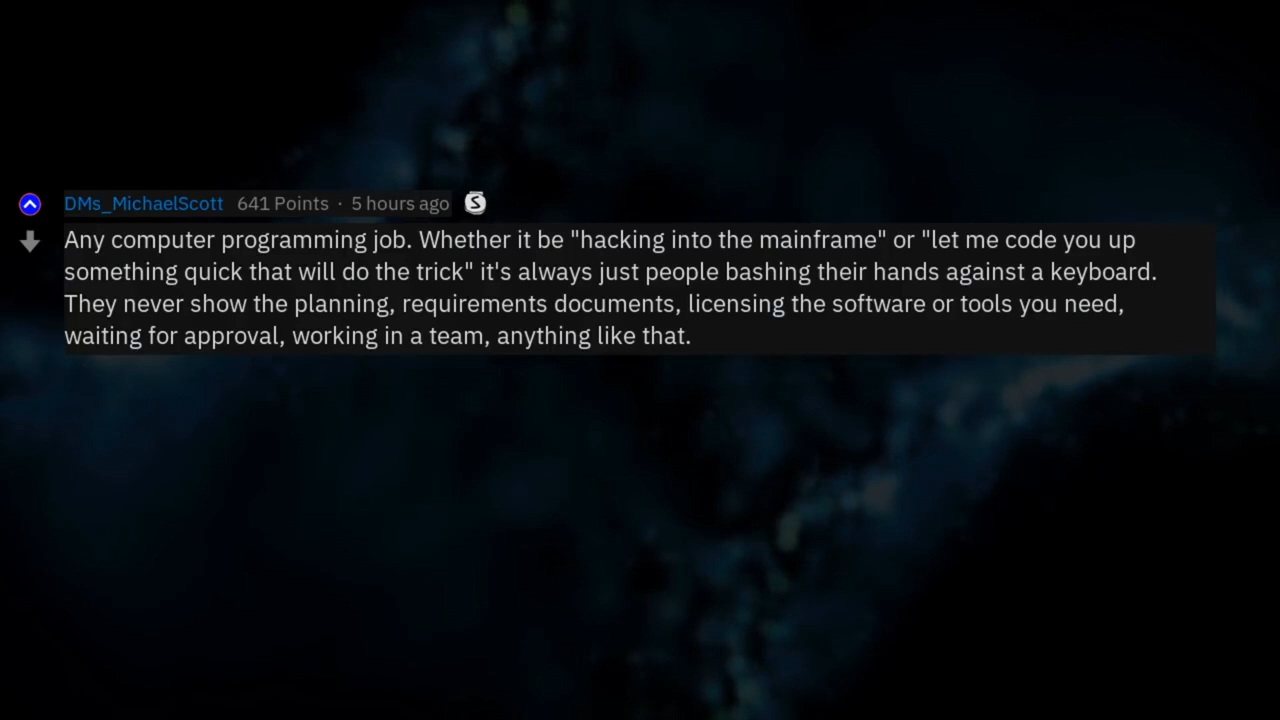 DMs_MichaelScott 641 Points · 5 hours ago S
Any computer programming job. Whether it be "hacking into the mainframe" or "let me code you up
something quick that will do the trick" it's always just people bashing their hands against a keyboard.
They never show the planning, requirements documents, licensing the software or tools you need,
waiting for approval, working in a team, anything like that.